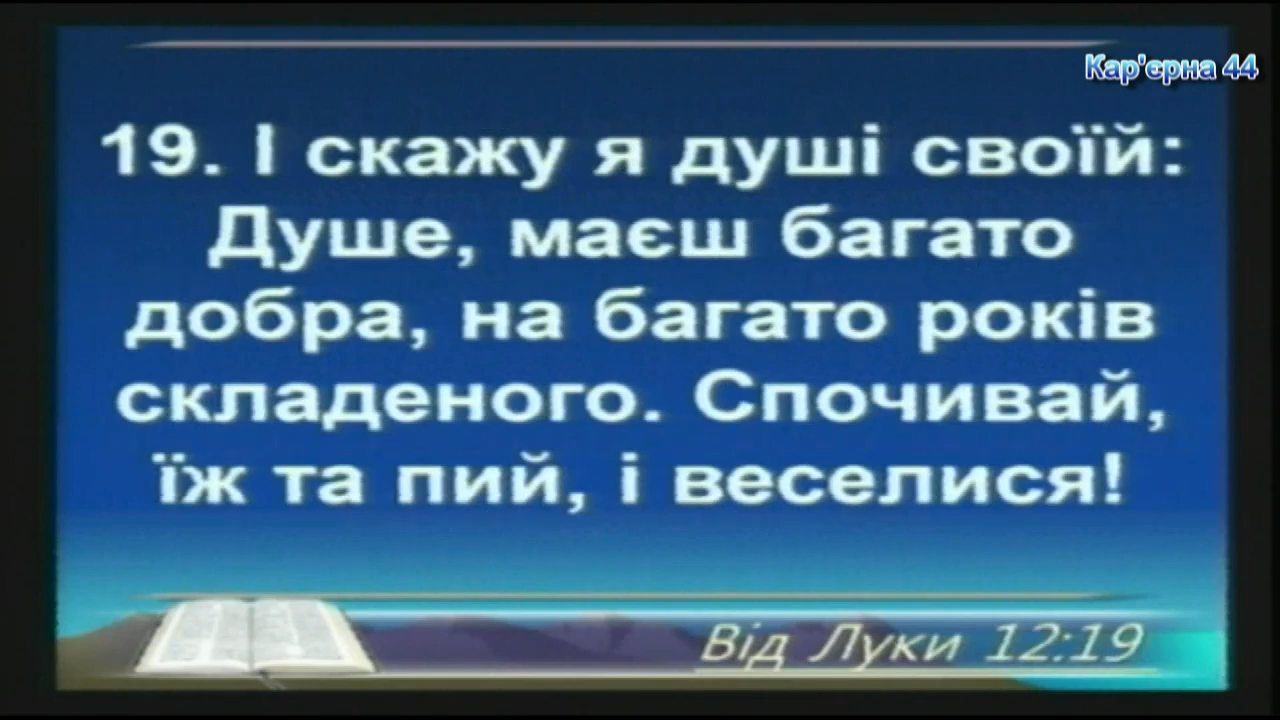 Кар'єрна 44
19. І скажу я душі своїй:
Душе, маєш багато
добра, на багато років
складеного. Спочивай,
їж та пий, і веселися!
Від Луки 12:19